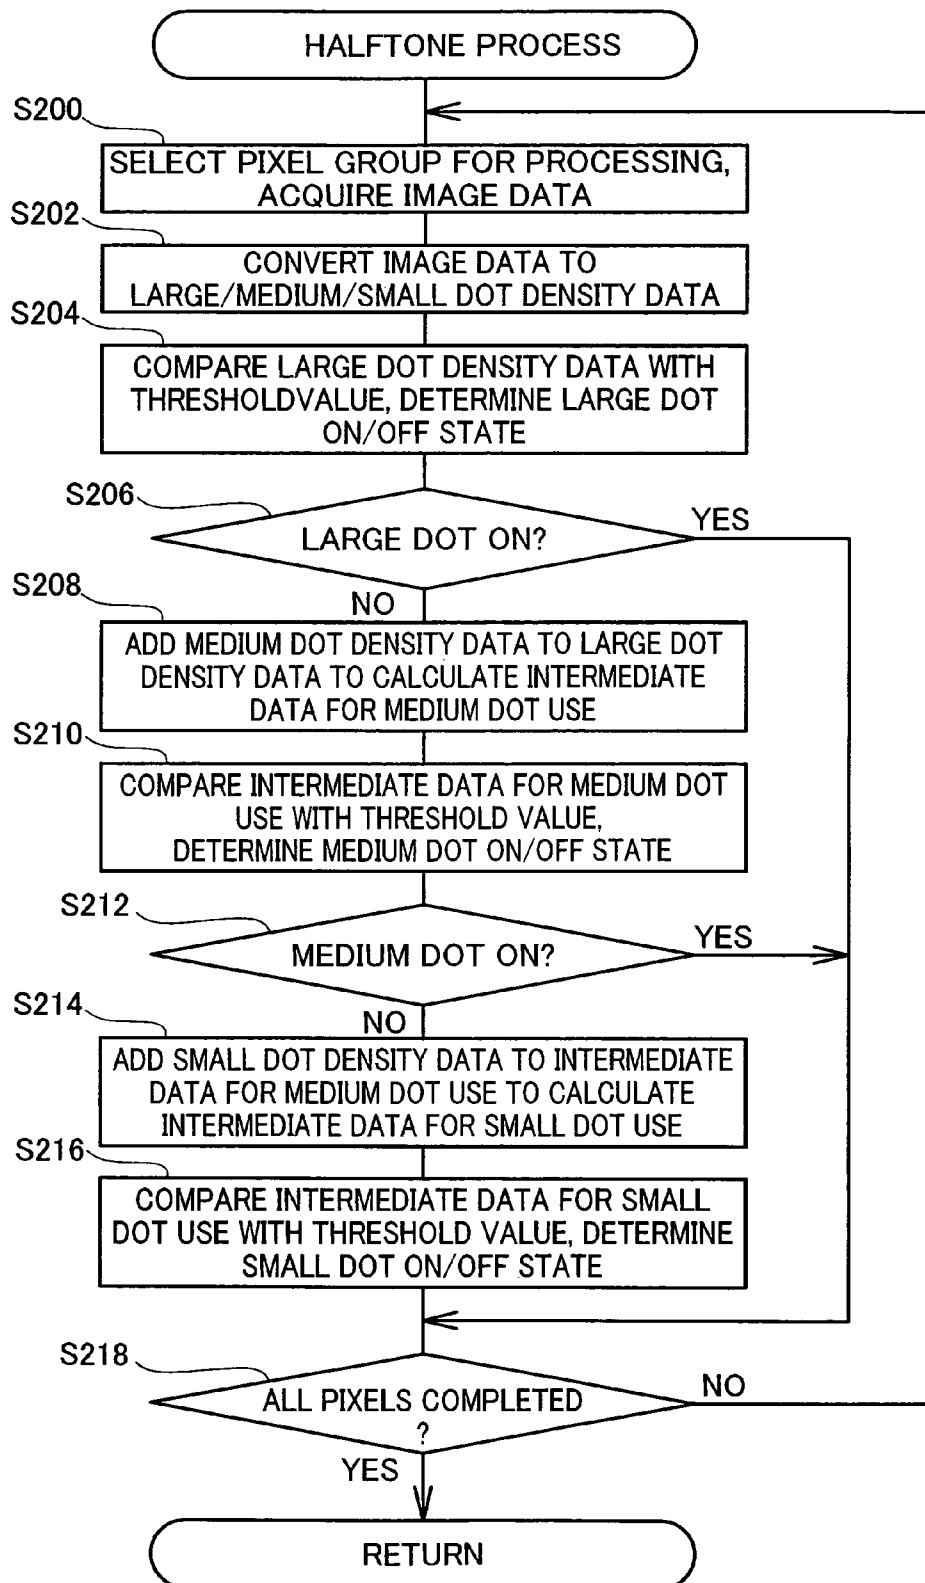 HALFTONE PROCESS
S200
SELECT PIXEL GROUP FOR PROCESSING,
ACQUIRE IMAGE DATA
S202
CONVERT IMAGE DATA TO
LARGE/MEDIUM/SMALL DOT DENSITY DATA
S204
COMPARE LARGE DOT DENSITY DATA WITH
THRESHOLDVALUE, DETERMINE LARGE DOT
ON/OFF STATE
S206
LARGE DOT ON?
YES
NO
S208
ADD MEDIUM DOT DENSITY DATA TO LARGE DOT
DENSITY DATA TO CALCULATE INTERMEDIATE
DATA FOR MEDIUM DOT USE
S210
COMPARE INTERMEDIATE DATA FOR MEDIUM DOT
USE WITH THRESHOLD VALUE,
DETERMINE MEDIUM DOT ON/OFF STATE
S212
MEDIUM DOT ON?
YES
NO
S214
ADD SMALL DOT DENSITY DATA TO INTERMEDIATE
DATA FOR MEDIUM DOT USE TO CALCULATE
INTERMEDIATE DATA FOR SMALL DOT USE
S216
COMPARE INTERMEDIATE DATA FOR SMALL
DOT USE WITH THRESHOLD VALUE, DETERMINE
SMALL DOT ON/OFF STATE
S218
ALL PIXELS COMPLETED
?
NO
YES
RETURN